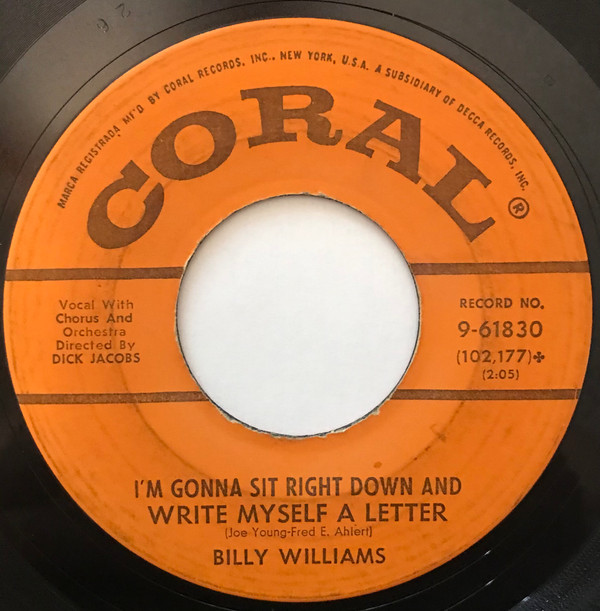 MARCA REGISTRADA MF'D BY CORAL RECORDS, INC., NEW YORK, U.S.A. A SUBSIDIARY OF DECCA RECORDS, INC.
CORAL®
Vocal With
Chorus And
Orchestra
Directed By
DICK JACOBS
RECORD NO.
9-61830
(102,177)✤
(2:05)
I'M GONNA SIT RIGHT DOWN AND
WRITE MYSELF A LETTER
(Joe Young-Fred E. Ahlert)
BILLY WILLIAMS